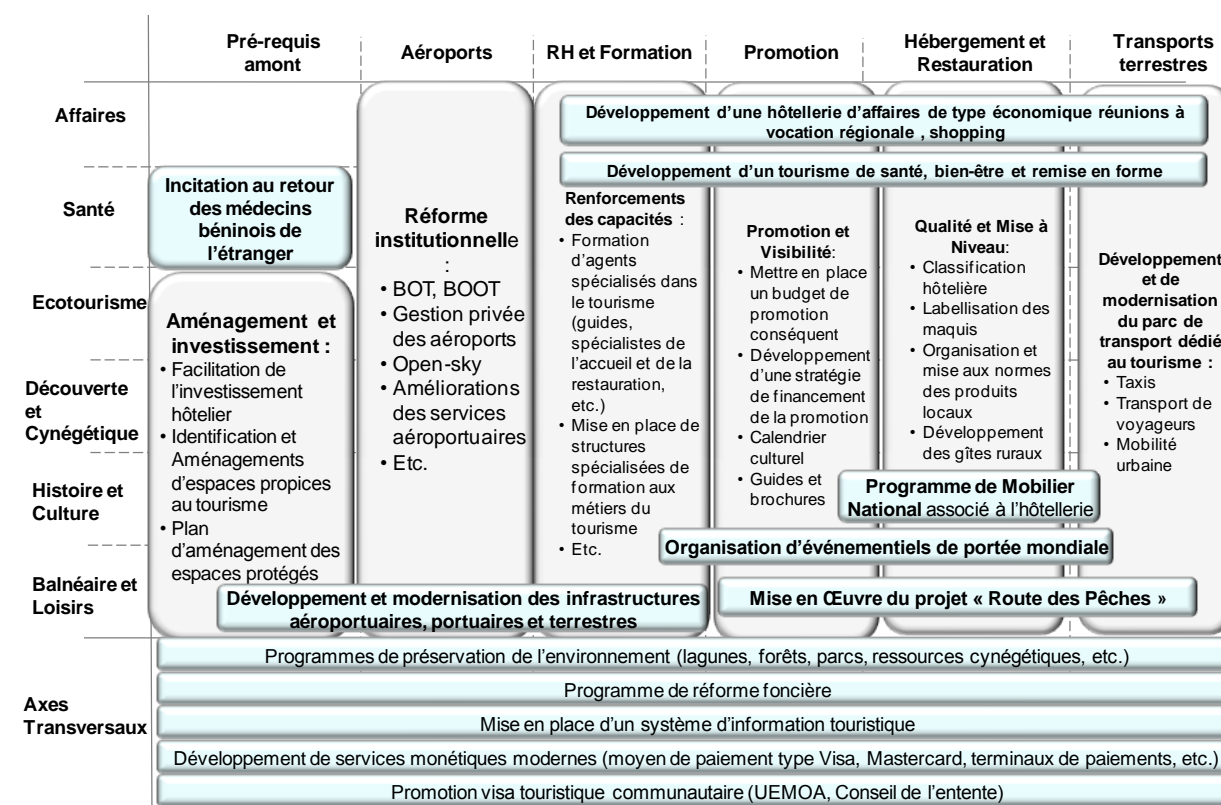 Pré-requis
amont
Aéroports
RH et Formation
Promotion
Hébergement et
Restauration
Transports
terrestres
Affaires
Développement d'une hôtellerie d'affaires de type économique réunions à
vocation régionale , shopping
Développement d'un tourisme de santé, bien-être et remise en forme
Santé
Incitation au retour
des médecins
béninois de
l'étranger
Ecotourisme
Découverte
et
Cynégétique
Histoire et
Culture
Balnéaire et
Loisirs
Aménagement et
investissement :
• Facilitation de
l'investissement
hôtelier
• Identification et
Aménagements
d'espaces propices
au tourisme
• Plan
d'aménagement des
espaces protégés
Réforme
institutionnelle
:
• BOT, BOOT
• Gestion privée
des aéroports
• Open-sky
• Améliorations
des services
aéroportuaires
• Etc.
Renforcements
des capacités :
• Formation
d'agents
spécialisés dans
le tourisme
(guides,
spécialistes de
l'accueil et de la
restauration,
etc.)
• Mise en place de
structures
spécialisées de
formation aux
métiers du
tourisme
• Etc.
Promotion et
Visibilité:
• Mettre en place
un budget de
promotion
conséquent
• Développement
d'une stratégie
de financement
de la promotion
• Calendrier
culturel
• Guides et
brochures
Qualité et Mise à
Niveau:
• Classification
hôtelière
• Labellisation des
maquis
• Organisation et
mise aux normes
des produits
locaux
• Développement
des gîtes ruraux
Développement
et de
modernisation
du parc de
transport dédié
au tourisme :
• Taxis
• Transport de
voyageurs
• Mobilité
urbaine
Programme de Mobilier
National associé à l'hôtellerie
Organisation d'événementiels de portée mondiale
Développement et modernisation des infrastructures
aéroportuaires, portuaires et terrestres
Mise en Œuvre du projet « Route des Pêches »
Axes
Transversaux
Programmes de préservation de l'environnement (lagunes, forêts, parcs, ressources cynégétiques, etc.)
Programme de réforme foncière
Mise en place d'un système d'information touristique
Développement de services monétiques modernes (moyen de paiement type Visa, Mastercard, terminaux de paiements, etc.)
Promotion visa touristique communautaire (UEMOA, Conseil de l'entente)